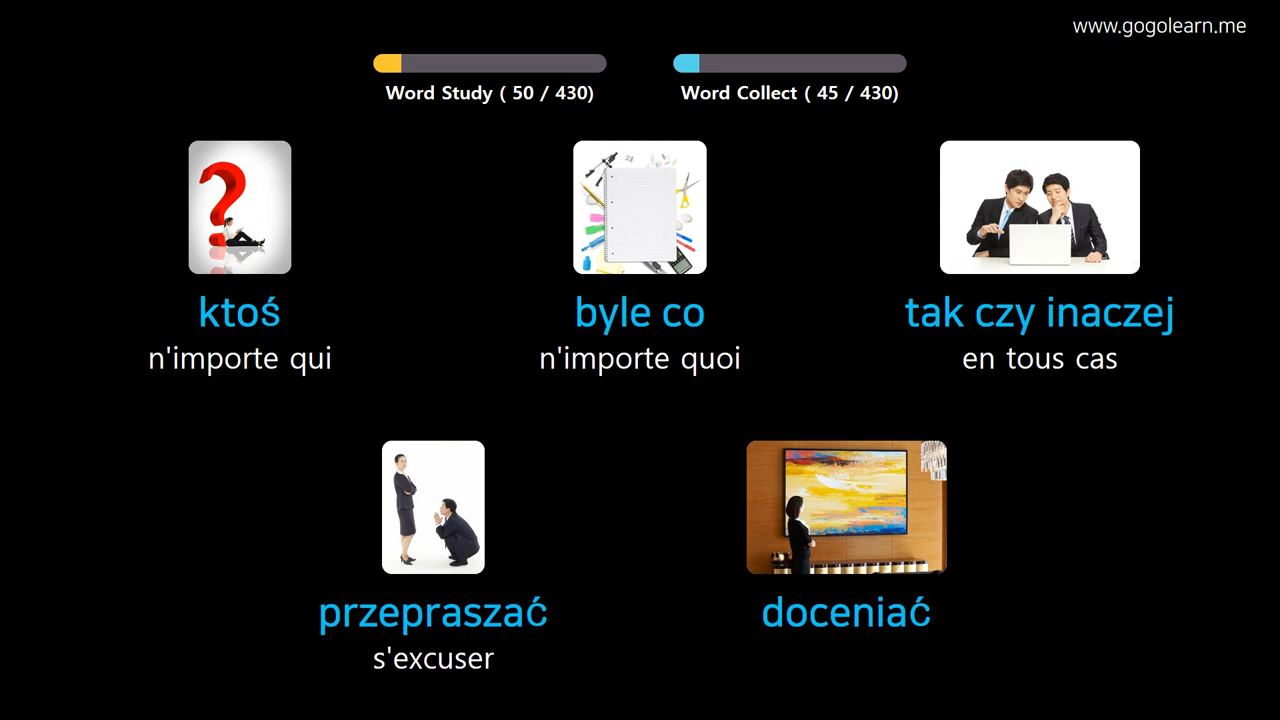 www.gogolearn.me
Word Study ( 50 / 430)
Word Collect ( 45 / 430)
ktoś
n'importe qui
byle co
n'importe quoi
tak czy inaczej
en tous cas
przepraszać
s'excuser
doceniać